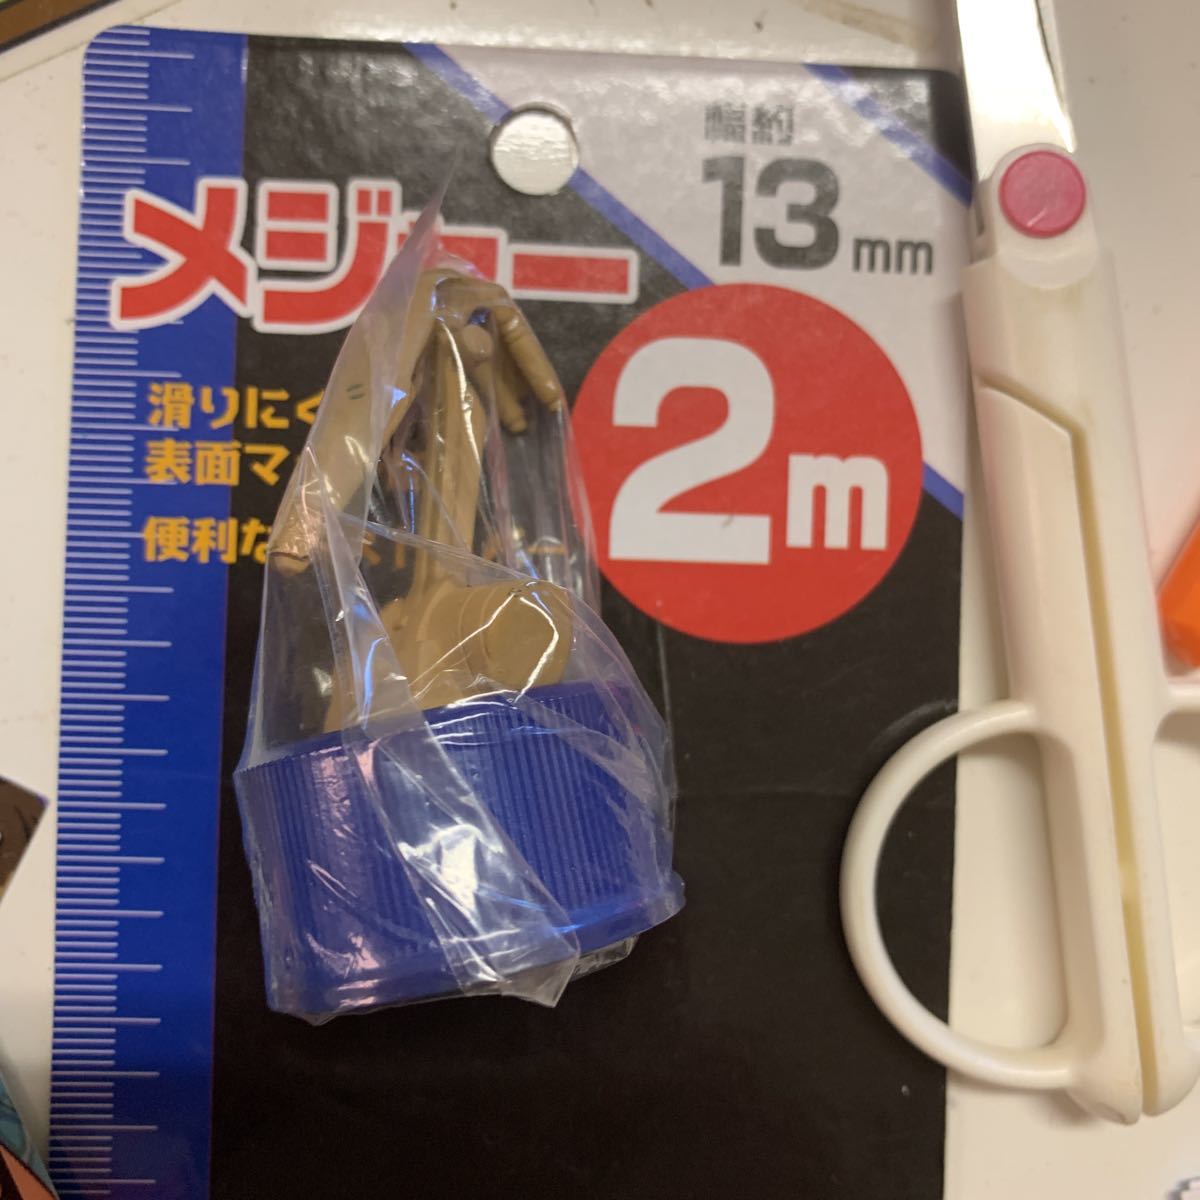 幅約
13mm
メジャー
2m
滑りにく
表面マ
便利な